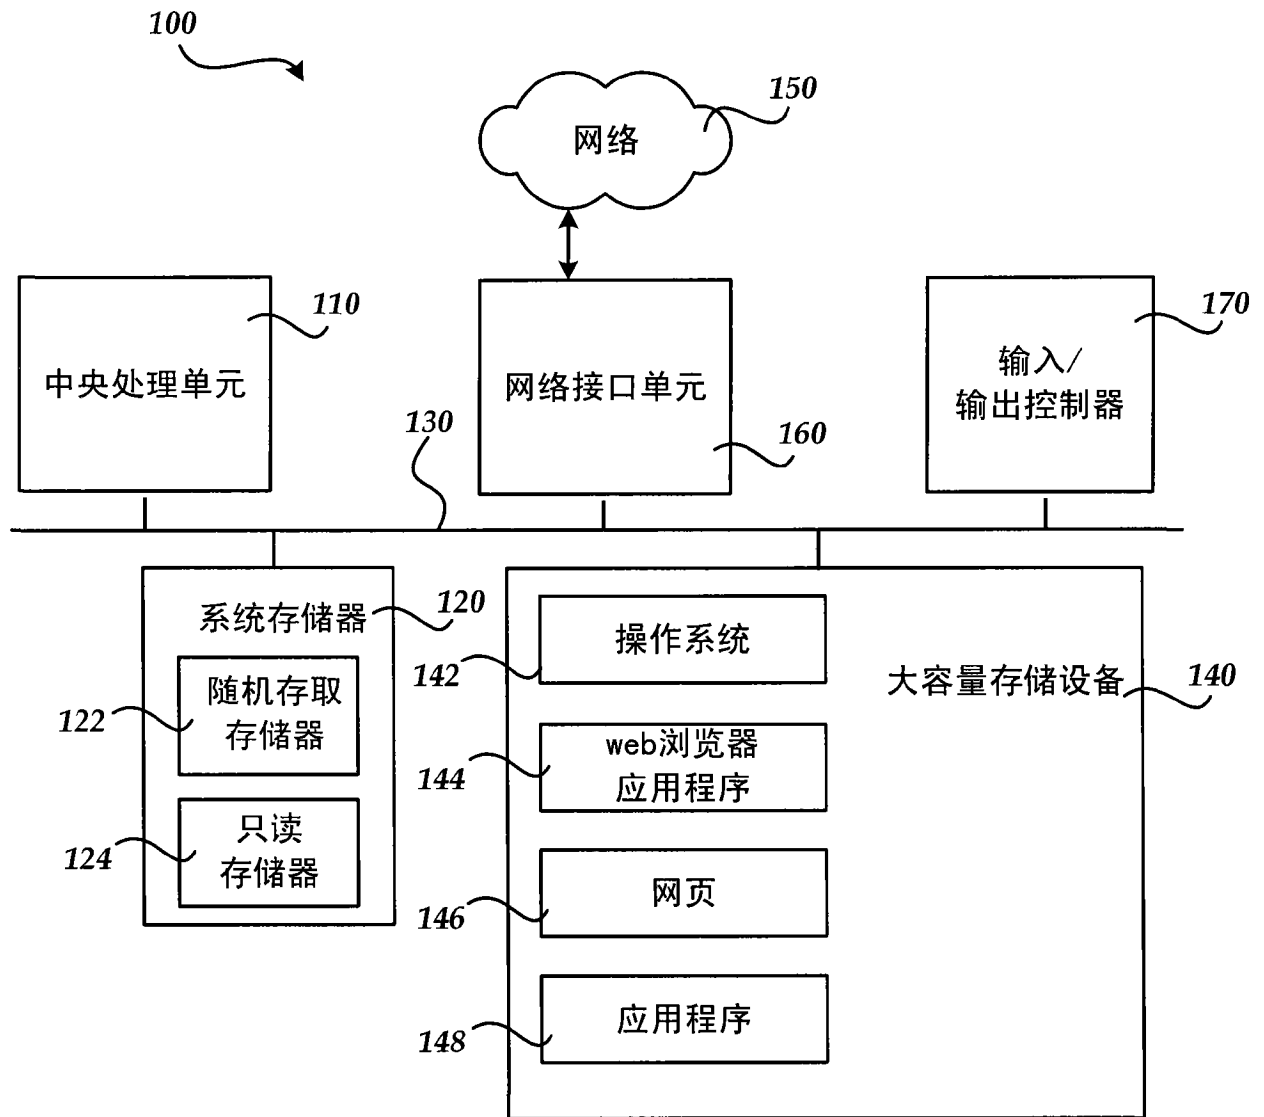 100
150
网络
110
中央处理单元
网络接口单元
160
170
输入/
输出控制器
130
系统存储器
120
随机存取
存储器
122
只读
存储器
124
操作系统
142
大容量存储设备
140
web浏览器
应用程序
144
网页
146
应用程序
148